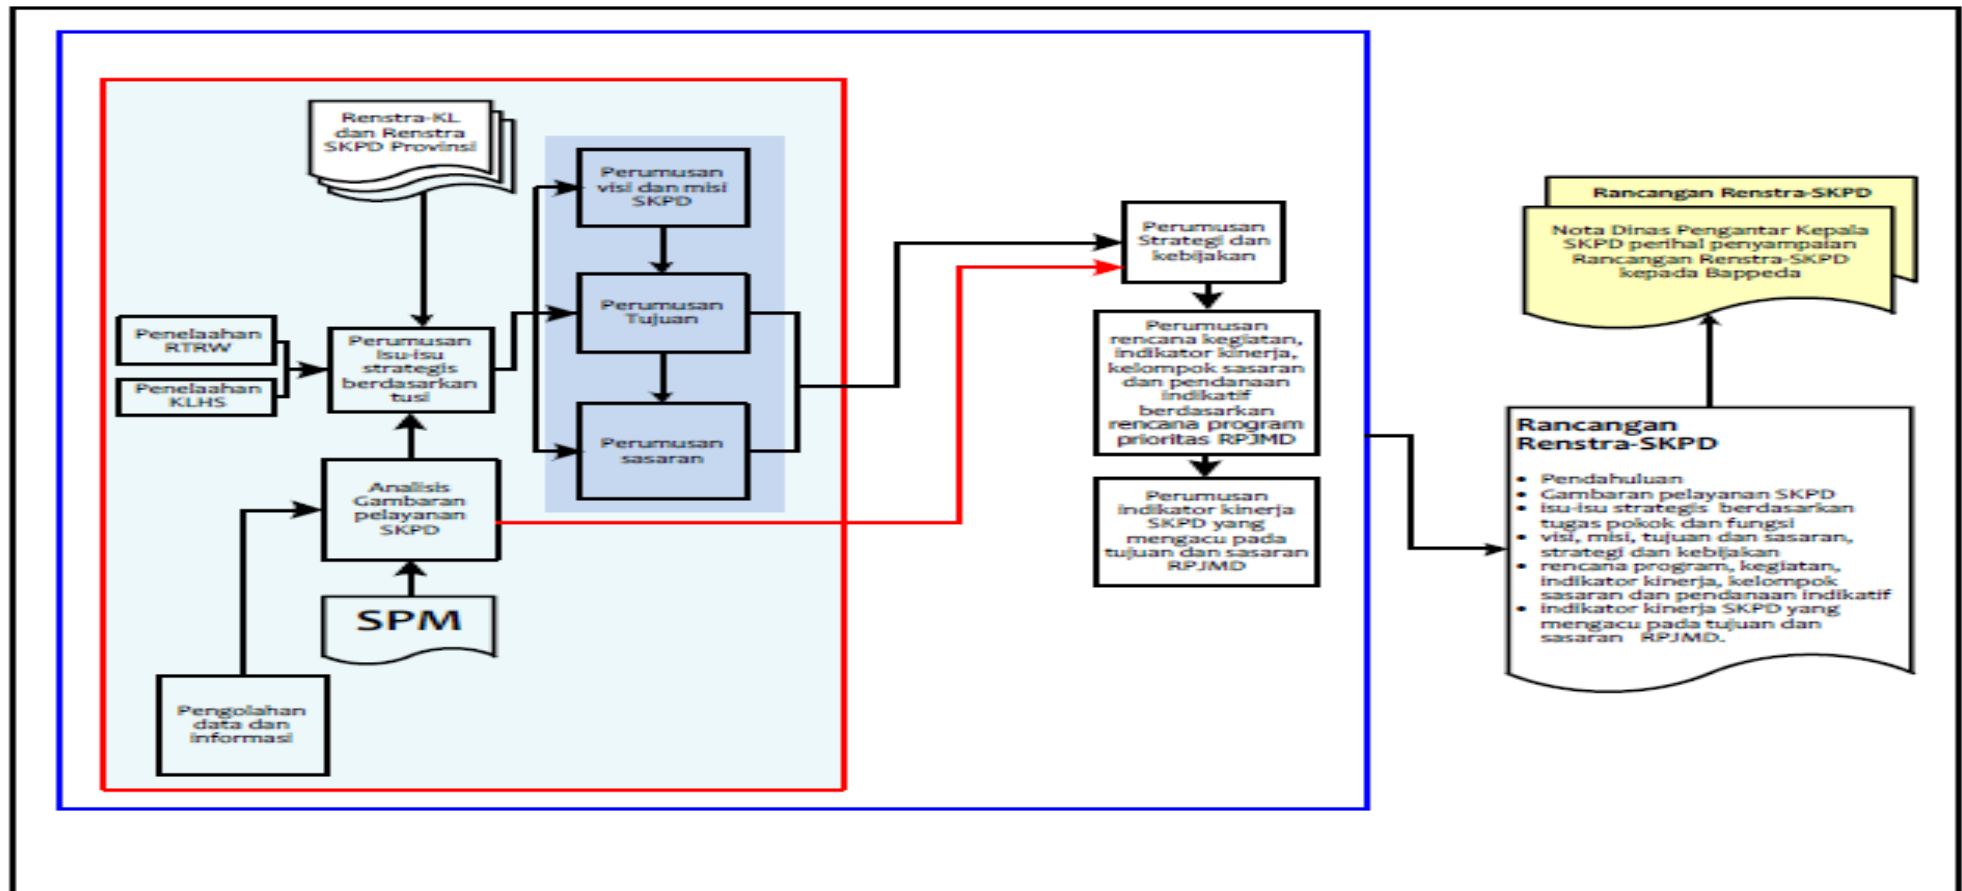 Renstra-KL
dan Renstra
SKPD Provinsi
Penelaahan
RTRW
Penelaahan
KLHS
Perumusan
Isu-isu
strategis
berdasarkan
tusi
Analisis
Gambaran
pelayanan
SKPD
SPM
Pengolahan
data dan
informasi
Perumusan
visi dan misi
SKPD
Perumusan
Tujuan
Perumusan
sasaran
Perumusan
Strategi dan
kebijakan
Perumusan
rencana kegiatan,
indikator kinerja,
kelompok sasaran
dan pendanaan
indikatif
berdasarkan
rencana program
prioritas RPJMD
Perumusan
indikator kinerja
SKPD yang
mengacu pada
tujuan dan sasaran
RPJMD
Rancangan Renstra-SKPD
Nota Dinas Pengantar Kepala
SKPD perihal penyampaian
Rancangan Renstra-SKPD
kepada Bappeda
Rancangan
Renstra-SKPD
• Pendahuluan
• Gambaran pelayanan SKPD
• isu-isu strategis berdasarkan
tugas pokok dan fungsi
• visi, misi, tujuan dan sasaran,
strategi dan kebijakan
• rencana program, kegiatan,
indikator kinerja, kelompok
sasaran dan pendanaan indikatif
• indikator kinerja SKPD yang
mengacu pada tujuan dan
sasaran RPJMD.